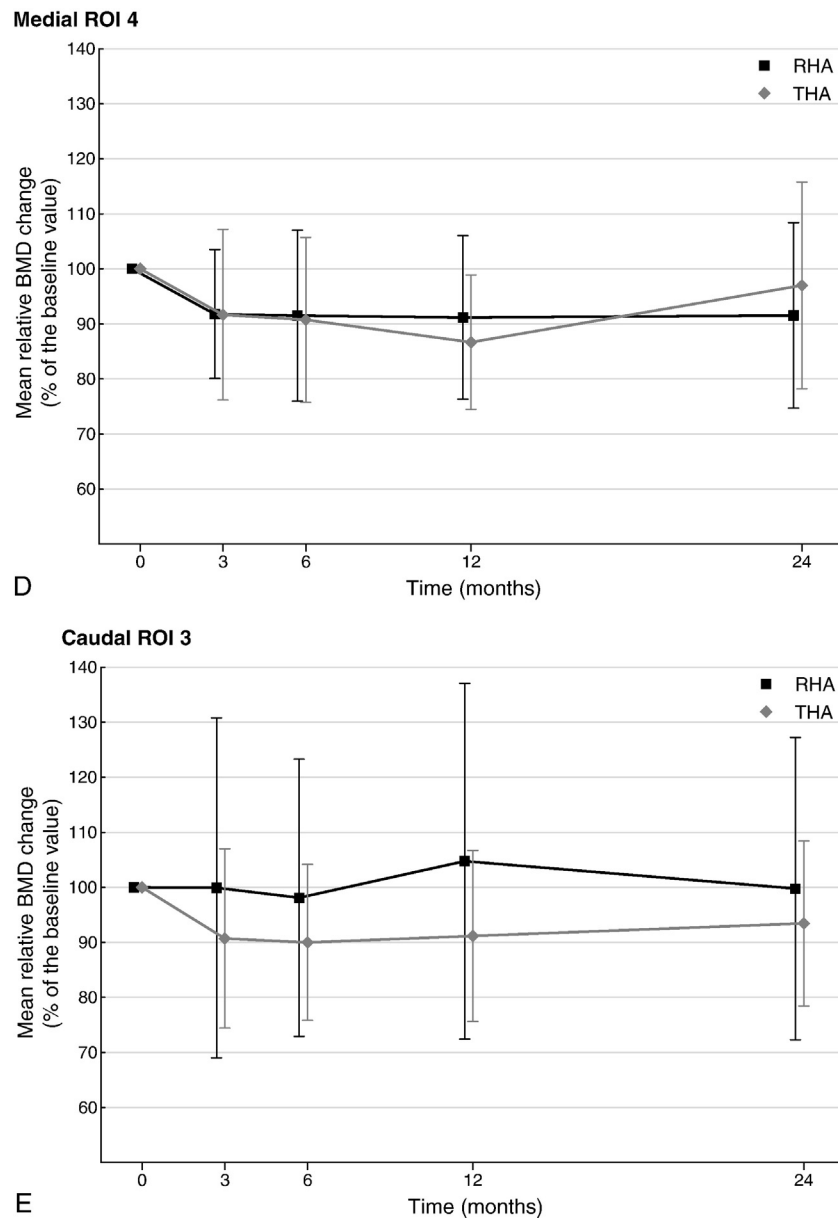 Medial ROI 4
140
130
120
110
100
90
80
70
60
Mean relative BMD change
(% of the baseline value)
RHA
THA
0 3 6 12 24
Time (months)
D
Caudal ROI 3
140
130
120
110
100
90
80
70
60
Mean relative BMD change
(% of the baseline value)
RHA
THA
0 3 6 12 24
Time (months)
E